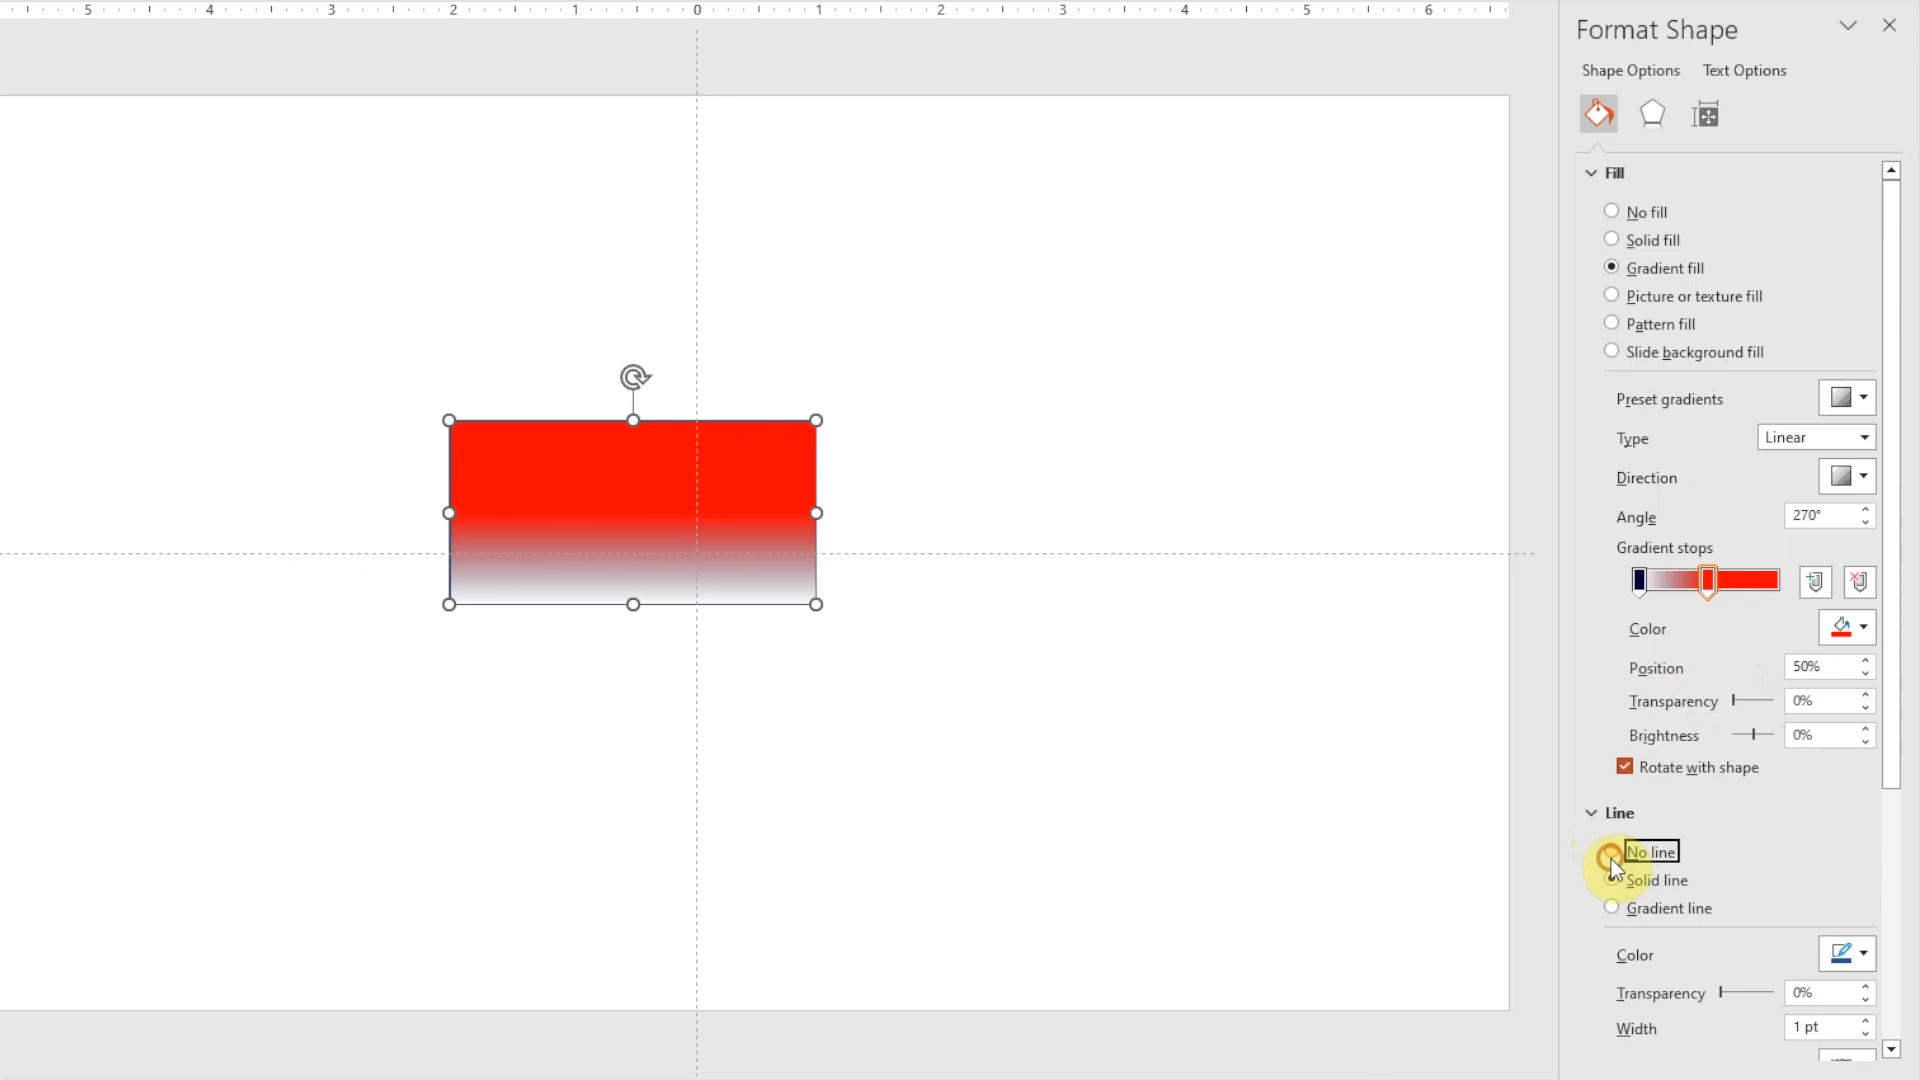 5 4 3 2 1 0 1 2 3 4 5 6
Format Shape
Shape Options Text Options
Fill
No fill
Solid fill
Gradient fill
Picture or texture fill
Pattern fill
Slide background fill
Preset gradients
Type Linear
Direction
Angle 270°
Gradient stops
Color
Position 50%
Transparency 0%
Brightness 0%
Rotate with shape
Line
No line
Solid line
Gradient line
Color
Transparency 0%
Width 1 pt